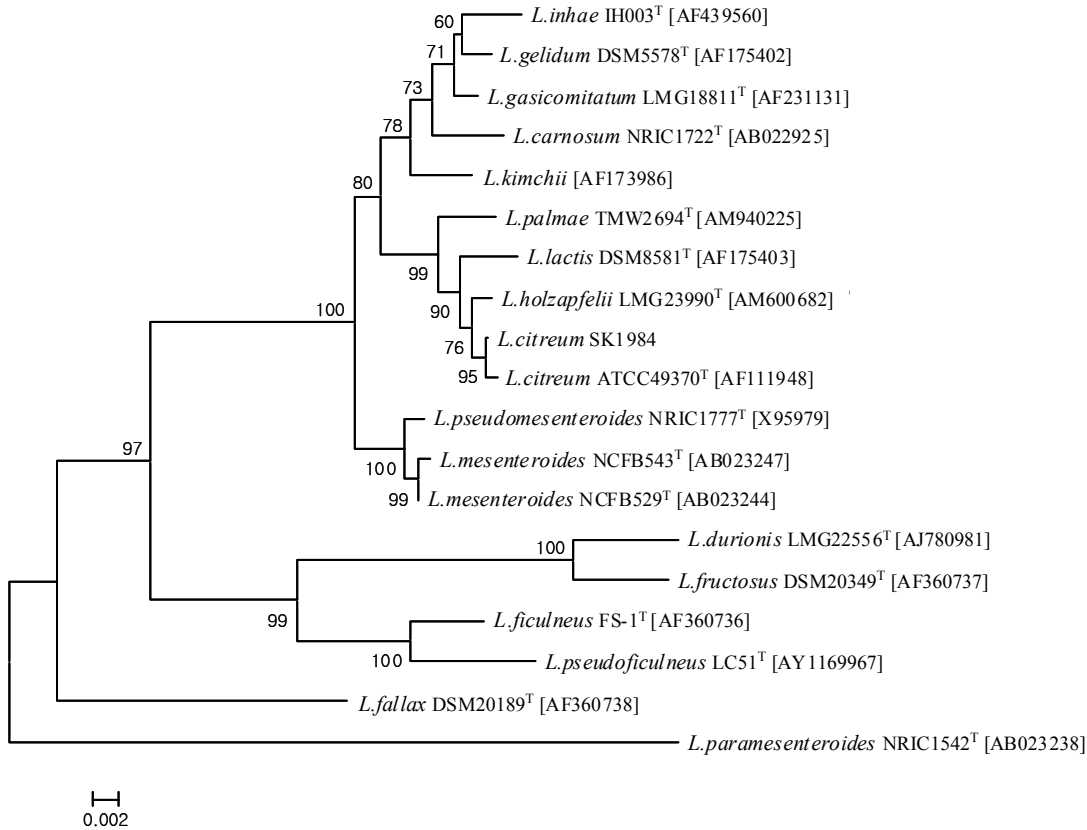 60
L.inhae IH003T [AF439560]
L.gelidum DSM5578T [AF175402]
71
L.gasicomitatum LMG18811T [AF231131]
73
L.carnosum NRIC1722T [AB022925]
78
L.kimchii [AF173986]
80
L.palmae TMW2694T [AM940225]
L.lactis DSM8581T [AF175403]
99
L.holzapfelii LMG23990T [AM600682]
90
100
L.citreum SK1984
76
L.citreum ATCC49370T [AF111948]
95
L.pseudomesenteroides NRIC1777T [X95979]
97
L.mesenteroides NCFB543T [AB023247]
100
L.mesenteroides NCFB529T [AB023244]
99
L.durionis LMG22556T [AJ780981]
100
L.fructosus DSM20349T [AF360737]
99
L.ficulneus FS-1T [AF360736]
100
L.pseudoficulneus LC51T [AY1169967]
L.fallax DSM20189T [AF360738]
L.paramesenteroides NRIC1542T [AB023238]
0.002